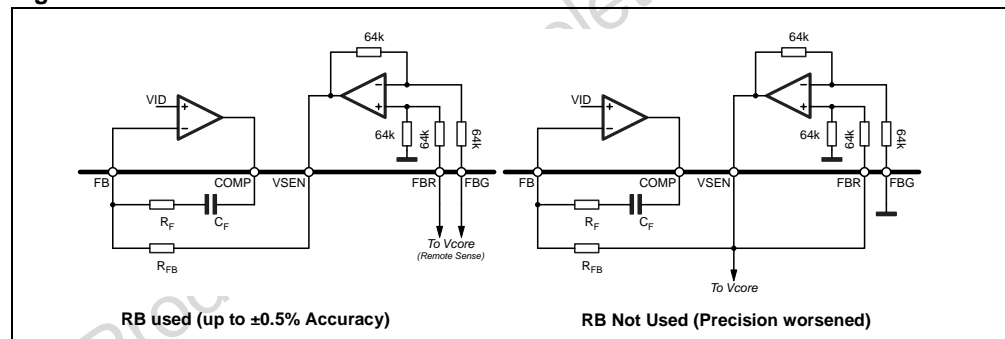 64k
VID
64k
64k
64k
FB
COMP
VSEN
FBR
FBG
RF
CF
RFB
To Vcore
(Remote Sense)
RB used (up to ±0.5% Accuracy)
64k
VID
64k
64k
64k
FB
COMP
VSEN
FBR
FBG
RF
CF
RFB
To Vcore
RB Not Used (Precision worsened)